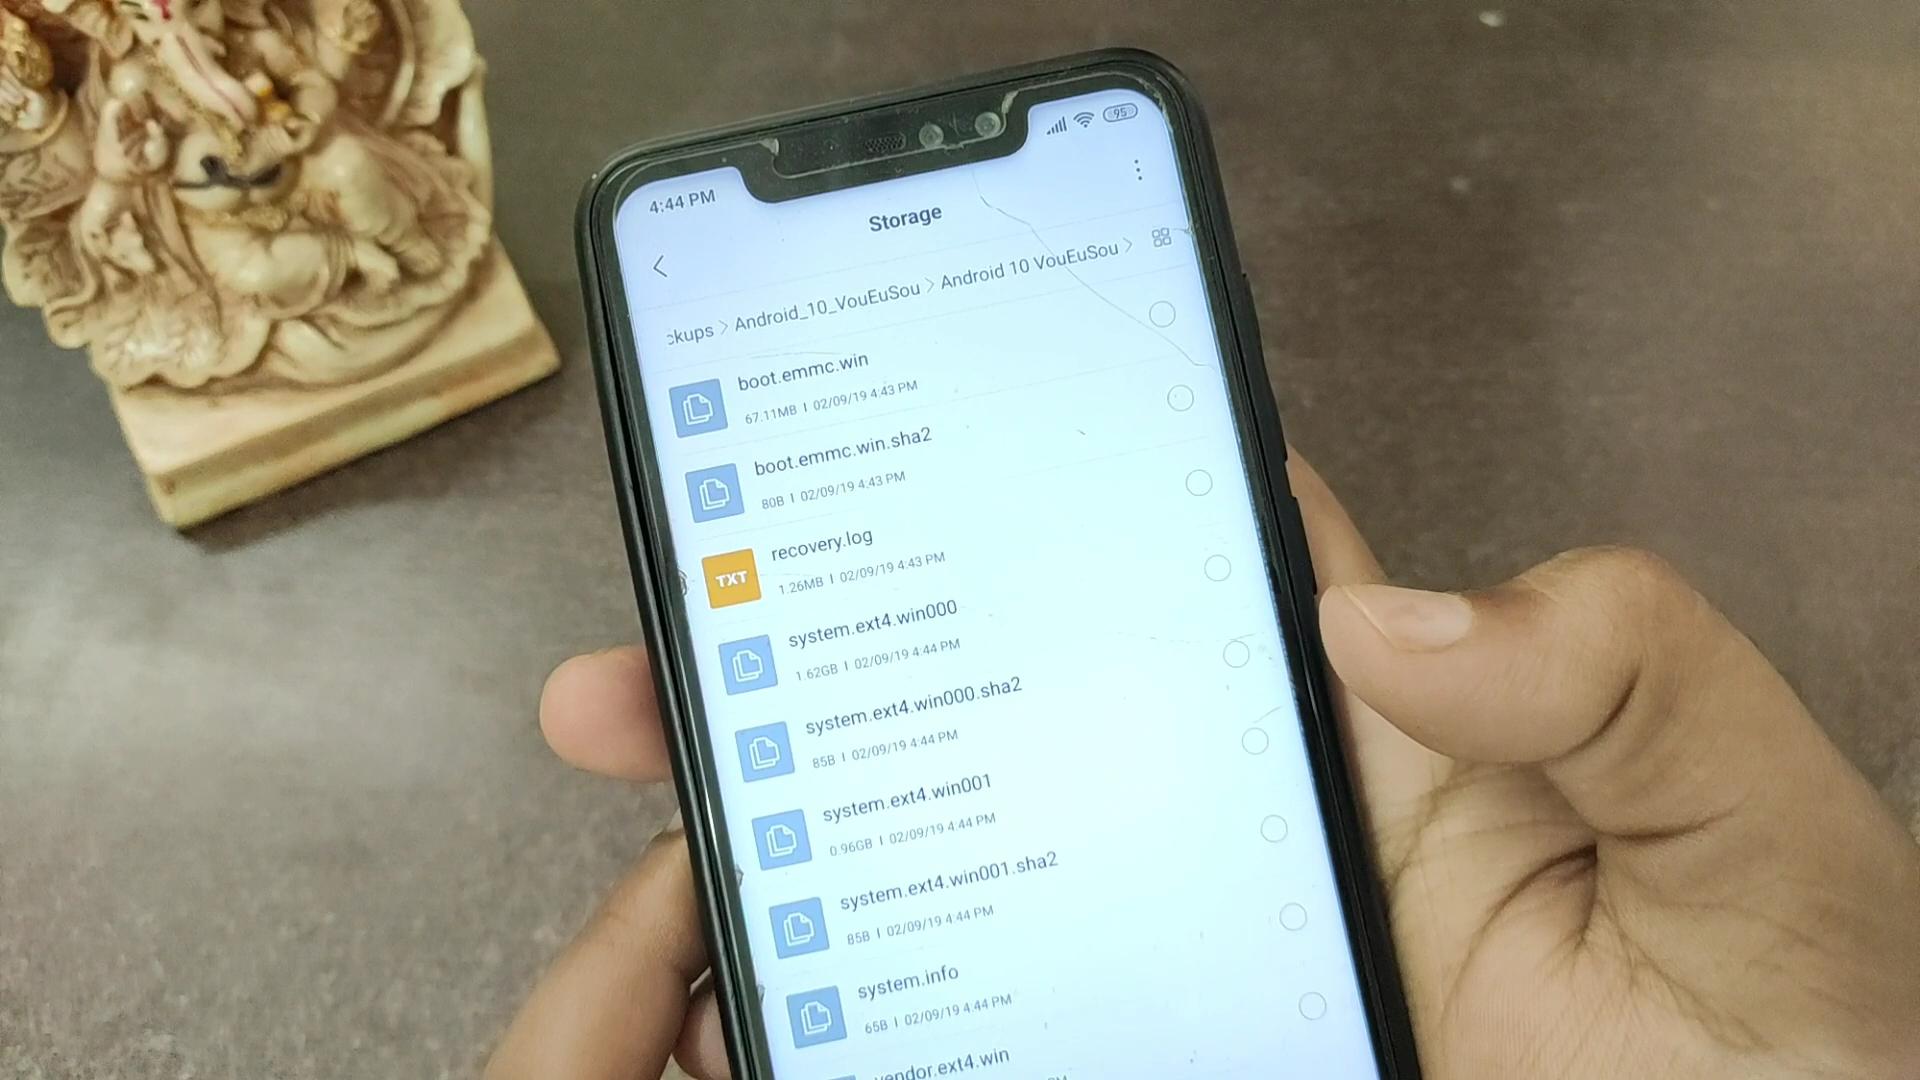 4:44 PM
95
Storage
ckups > Android_10_VouEuSou > Android 10 VouEuSou >
boot.emmc.win
67.11MB | 02/09/19 4:43 PM
boot.emmc.win.sha2
80B | 02/09/19 4:43 PM
TXT
recovery.log
1.26MB | 02/09/19 4:43 PM
system.ext4.win000
1.62GB | 02/09/19 4:44 PM
system.ext4.win000.sha2
85B | 02/09/19 4:44 PM
system.ext4.win001
0.96GB | 02/09/19 4:44 PM
system.ext4.win001.sha2
85B | 02/09/19 4:44 PM
system.info
65B | 02/09/19 4:44 PM
vendor.ext4.win